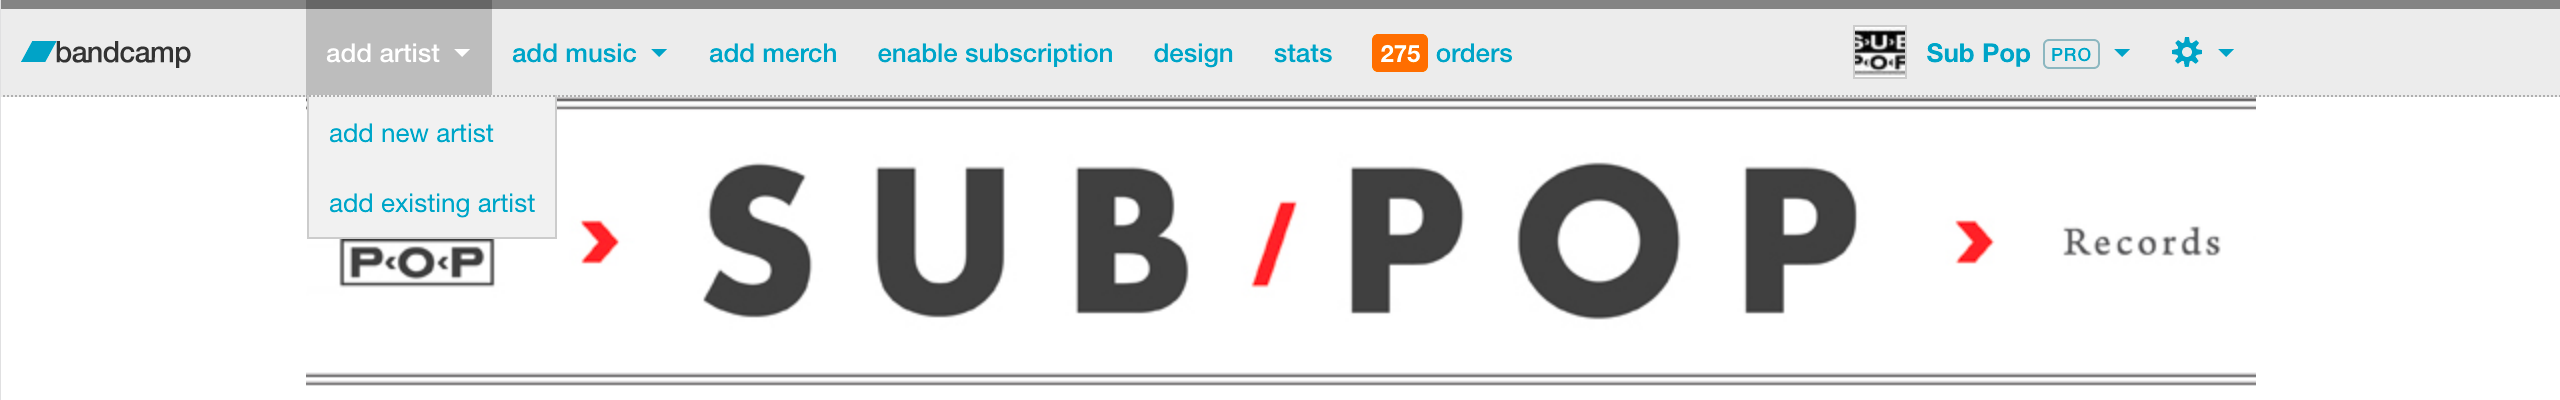 bandcamp add artist add music add merch enable subscription design stats 275 orders SUB POP Sub Pop PRO
add new artist
add existing artist
P‹O‹P SUB/POP Records